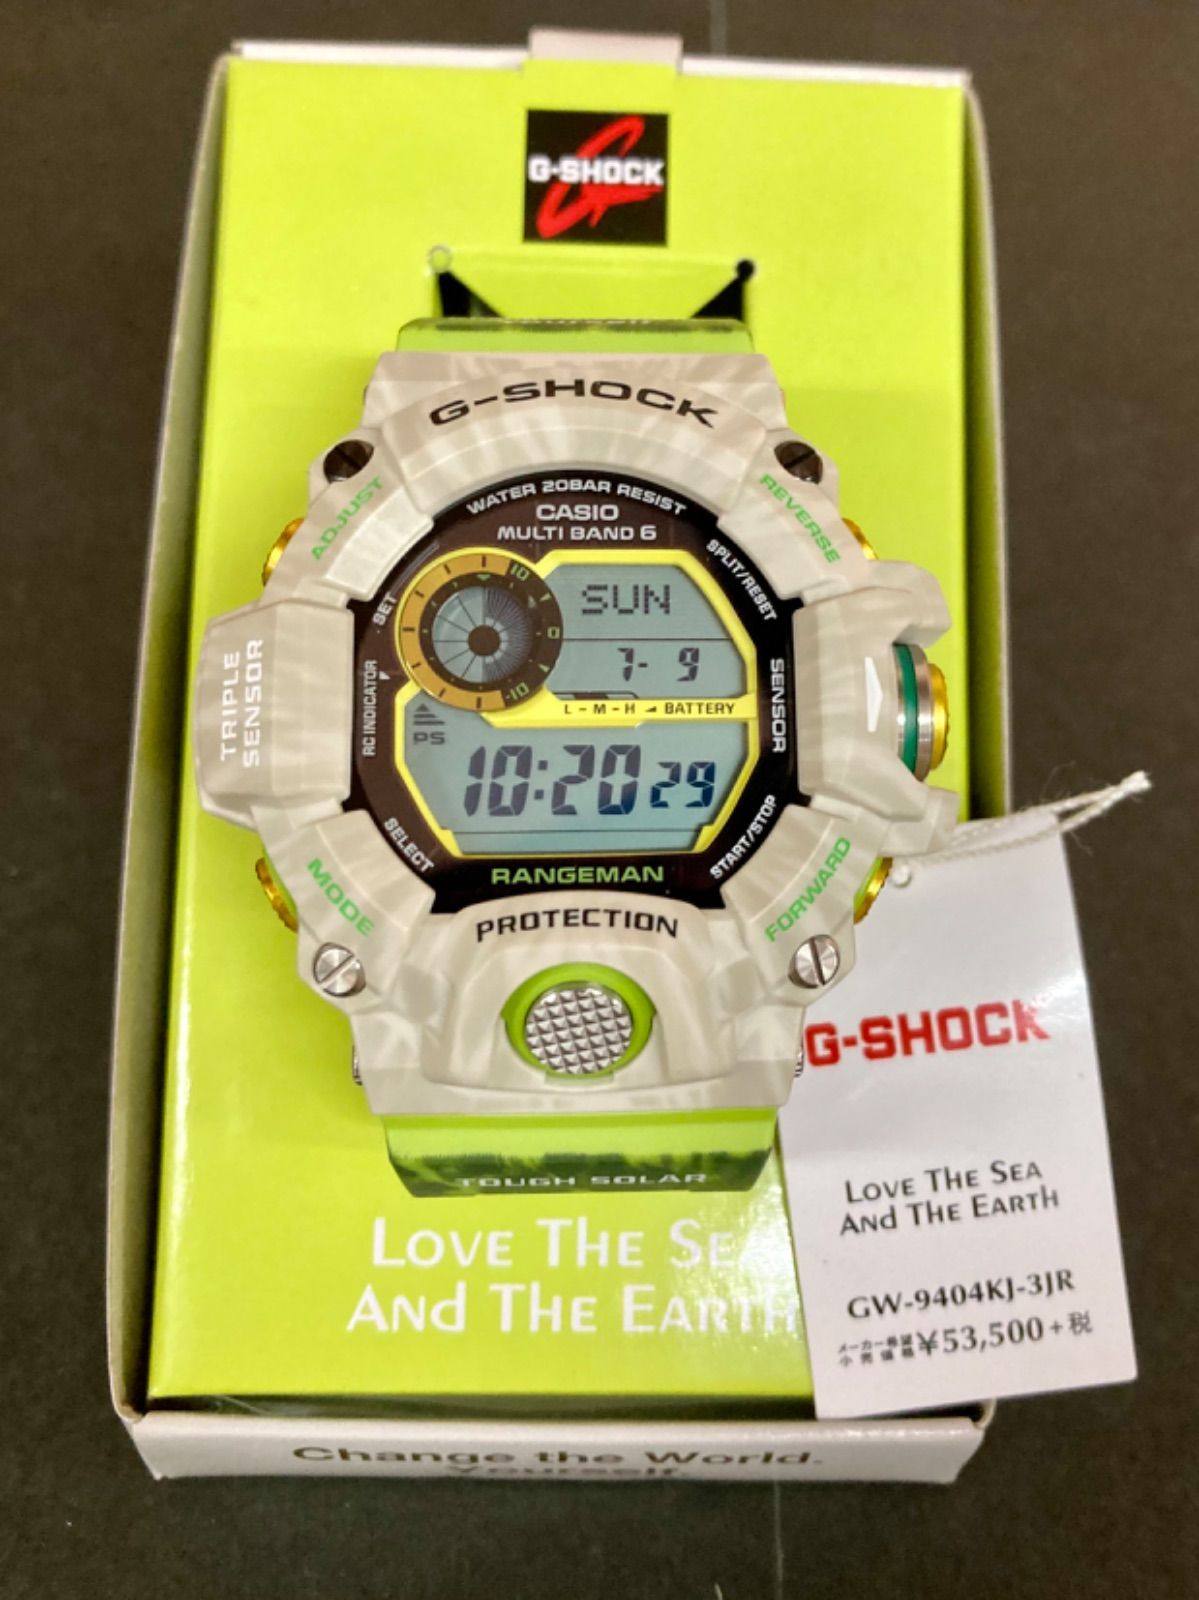 G-SHOCK
G-SHOCK
ADJUST
REVERSE
WATER 20BAR RESIST
CASIO
MULTI BAND 6
SPLIT/RESET
SET
10
0
-10
SUN
7- 9
TRIPLE
SENSOR
RC INDICATOR
SENSOR
L - M - H BATTERY
PS
10:20 29
SELECT
START/STOP
MODE
FORWARD
RANGEMAN
PROTECTION
TOUGH SOLAR
LOVE THE SE
ANd THE EARTH
Change the World.
Yourself.
G-SHOCK
LOVE THE SEA
ANd THE EARTH
GW-9404KJ-3JR
メーカー希望
小売価格 ¥53,500+税